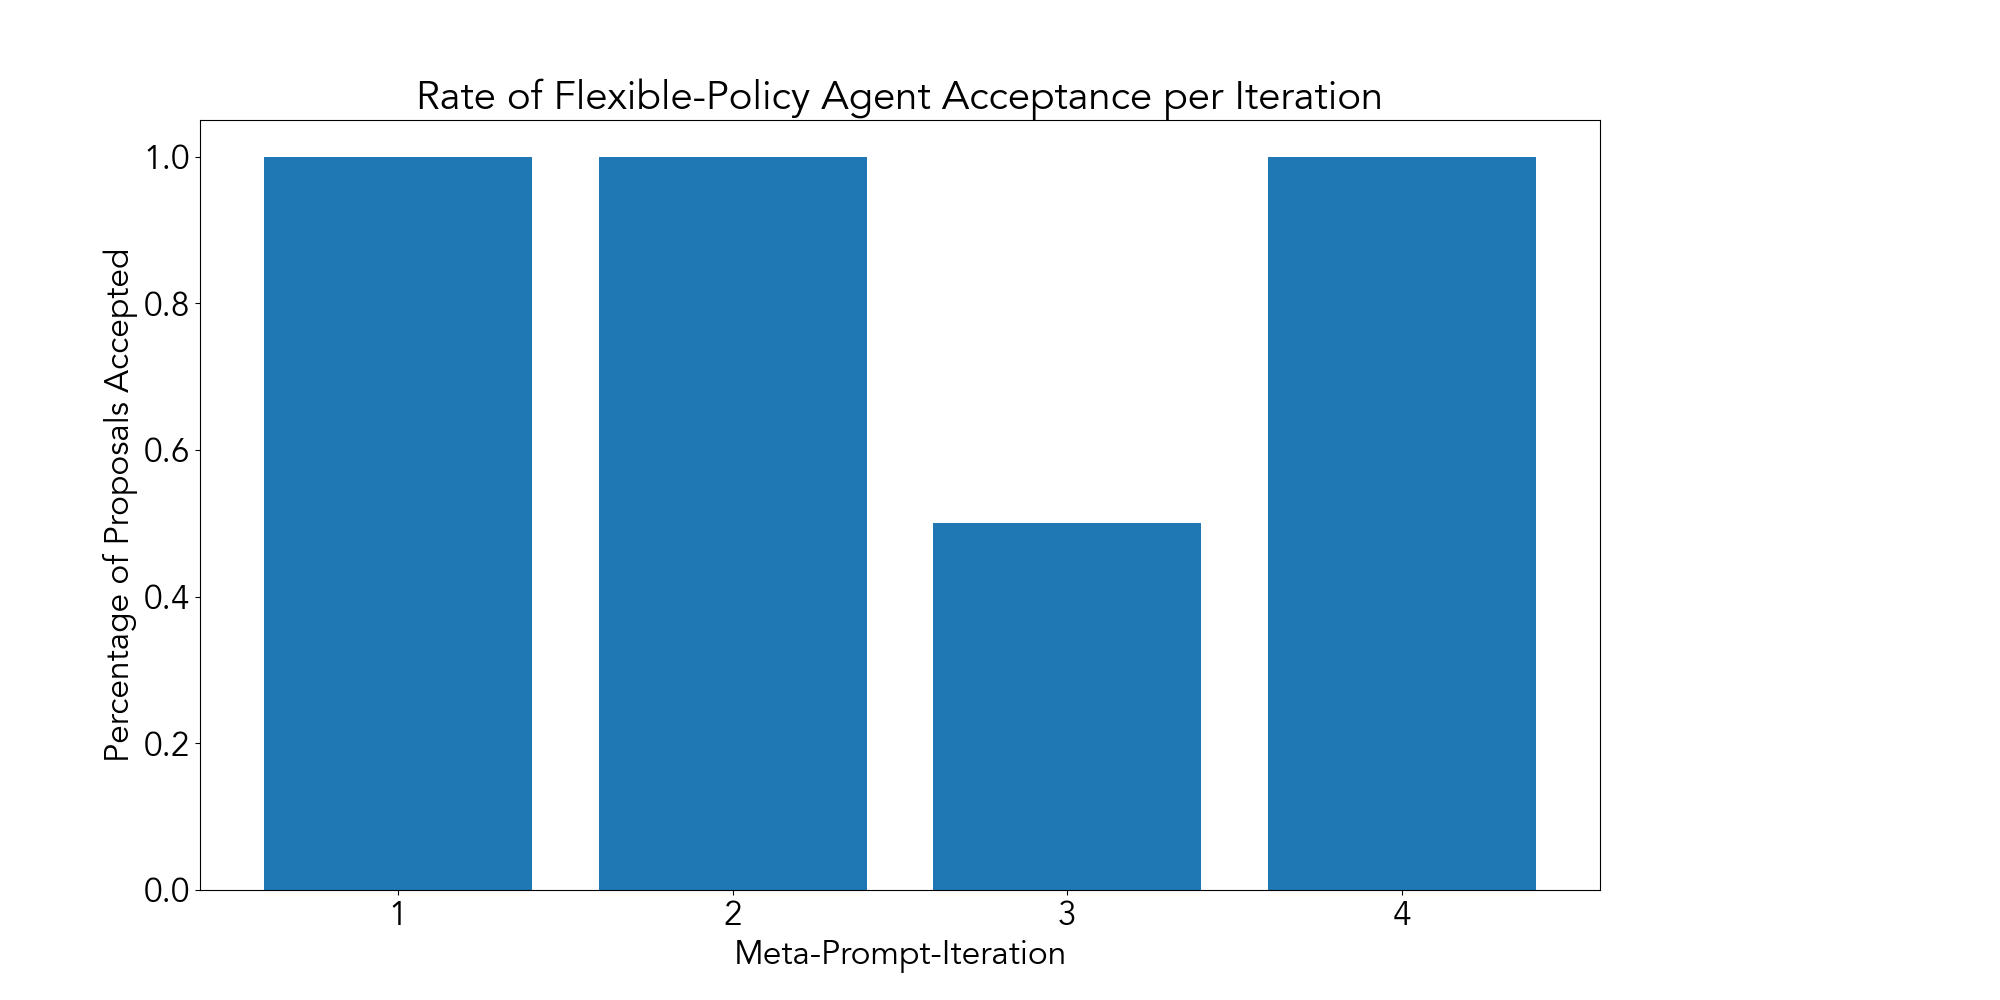 Rate of Flexible-Policy Agent Acceptance per Iteration
Percentage of Proposals Accepted
1.0
0.8
0.6
0.4
0.2
0.0
1 2 3 4
Meta-Prompt-Iteration